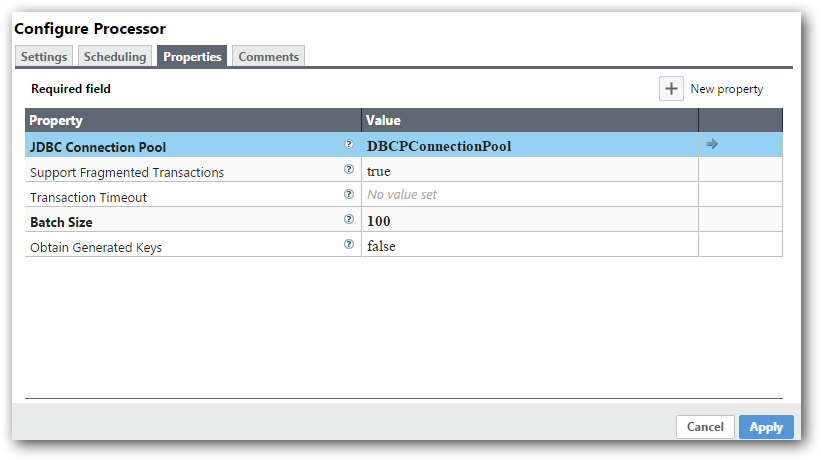 Configure Processor
Settings Scheduling Properties Comments
Required field + New property
Property Value
JDBC Connection Pool ? DBCPConnectionPool
Support Fragmented Transactions ? true
Transaction Timeout ? No value set
Batch Size ? 100
Obtain Generated Keys ? false
Cancel Apply